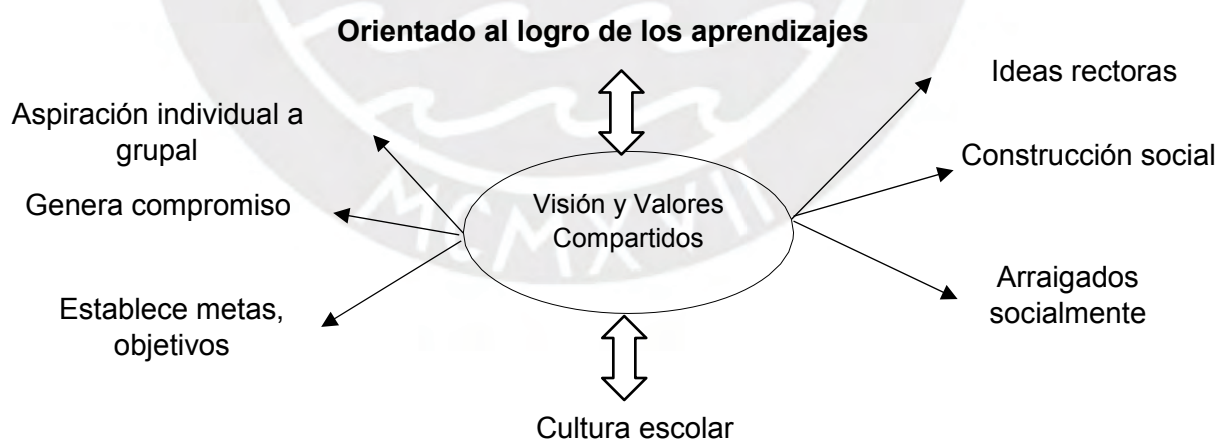 Orientado al logro de los aprendizajes
Aspiración individual a
grupal
Genera compromiso
Establece metas,
objetivos
Visión y Valores
Compartidos
Ideas rectoras
Construcción social
Arraigados
socialmente
Cultura escolar
MCMXVII